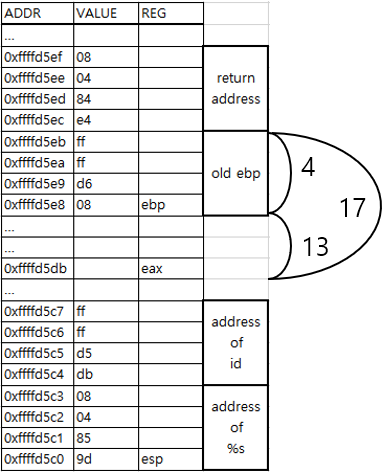 ADDR VALUE REG
...
0xffffd5ef 08
0xffffd5ee 04
0xffffd5ed 84
0xffffd5ec e4
return
address
0xffffd5eb ff
0xffffd5ea ff
0xffffd5e9 d6
0xffffd5e8 08 ebp
old ebp
4
17
13
...
...
0xffffd5db eax
...
0xffffd5c7 ff
0xffffd5c6 ff
0xffffd5c5 d5
0xffffd5c4 db
address
of
id
0xffffd5c3 08
0xffffd5c2 04
0xffffd5c1 85
0xffffd5c0 9d esp
address
of
%s